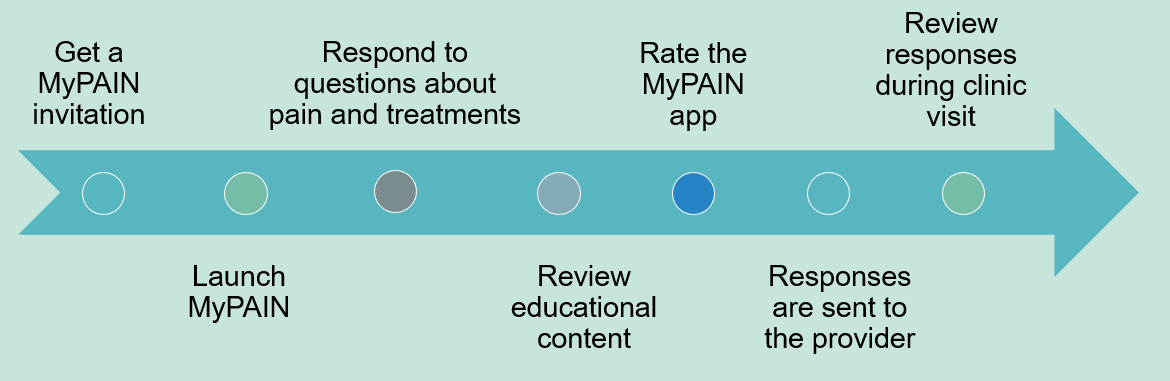 Get a
MyPAIN
invitation
Launch
MyPAIN
Respond to
questions about
pain and treatments
Review
educational
content
Rate the
MyPAIN
app
Responses
are sent to
the provider
Review
responses
during clinic
visit